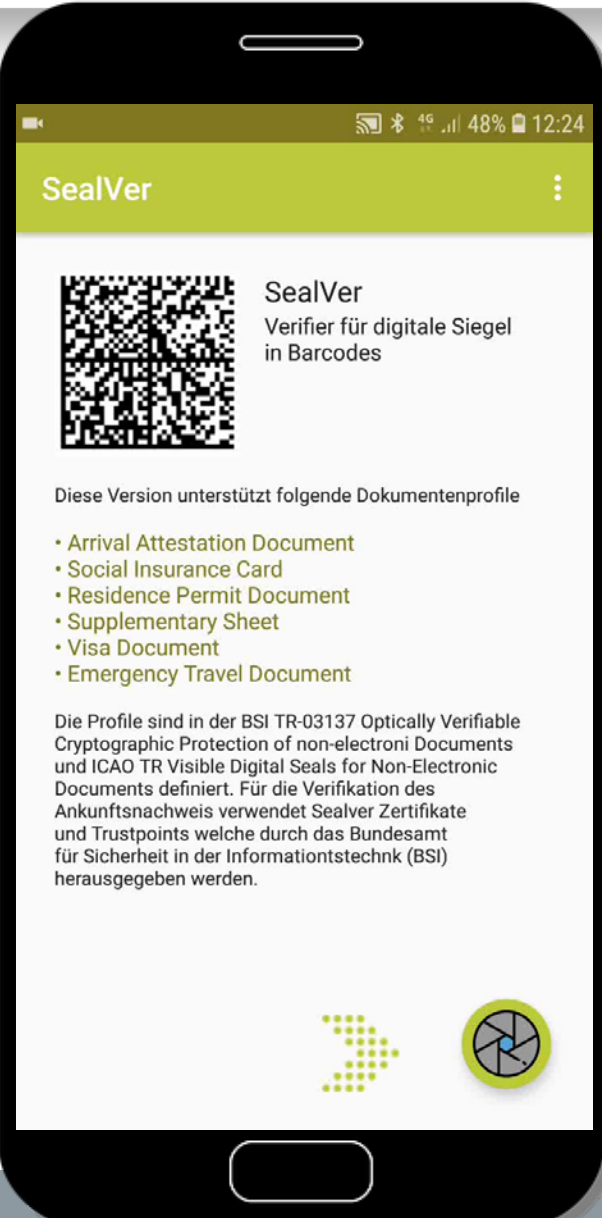 4G 48% 12:24
SealVer
SealVer
Verifier für digitale Siegel
in Barcodes
Diese Version unterstützt folgende Dokumentenprofile
• Arrival Attestation Document
• Social Insurance Card
• Residence Permit Document
• Supplementary Sheet
• Visa Document
• Emergency Travel Document
Die Profile sind in der BSI TR-03137 Optically Verifiable
Cryptographic Protection of non-electroni Documents
und ICAO TR Visible Digital Seals for Non-Electronic
Documents definiert. Für die Verifikation des
Ankunftsnachweis verwendet Sealver Zertifikate
und Trustpoints welche durch das Bundesamt
für Sicherheit in der Informationtstechnk (BSI)
herausgegeben werden.